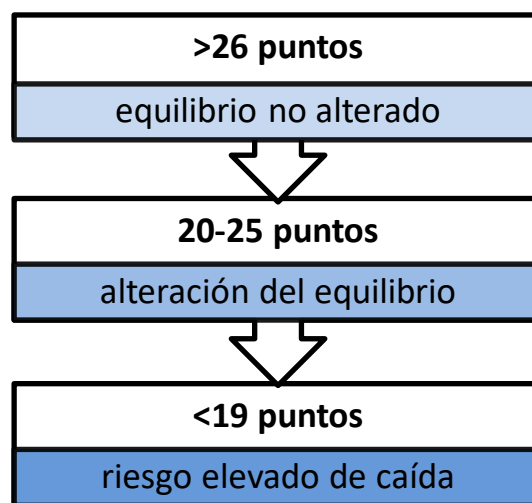 >26 puntos
equilibrio no alterado
20-25 puntos
alteración del equilibrio
<19 puntos
riesgo elevado de caída